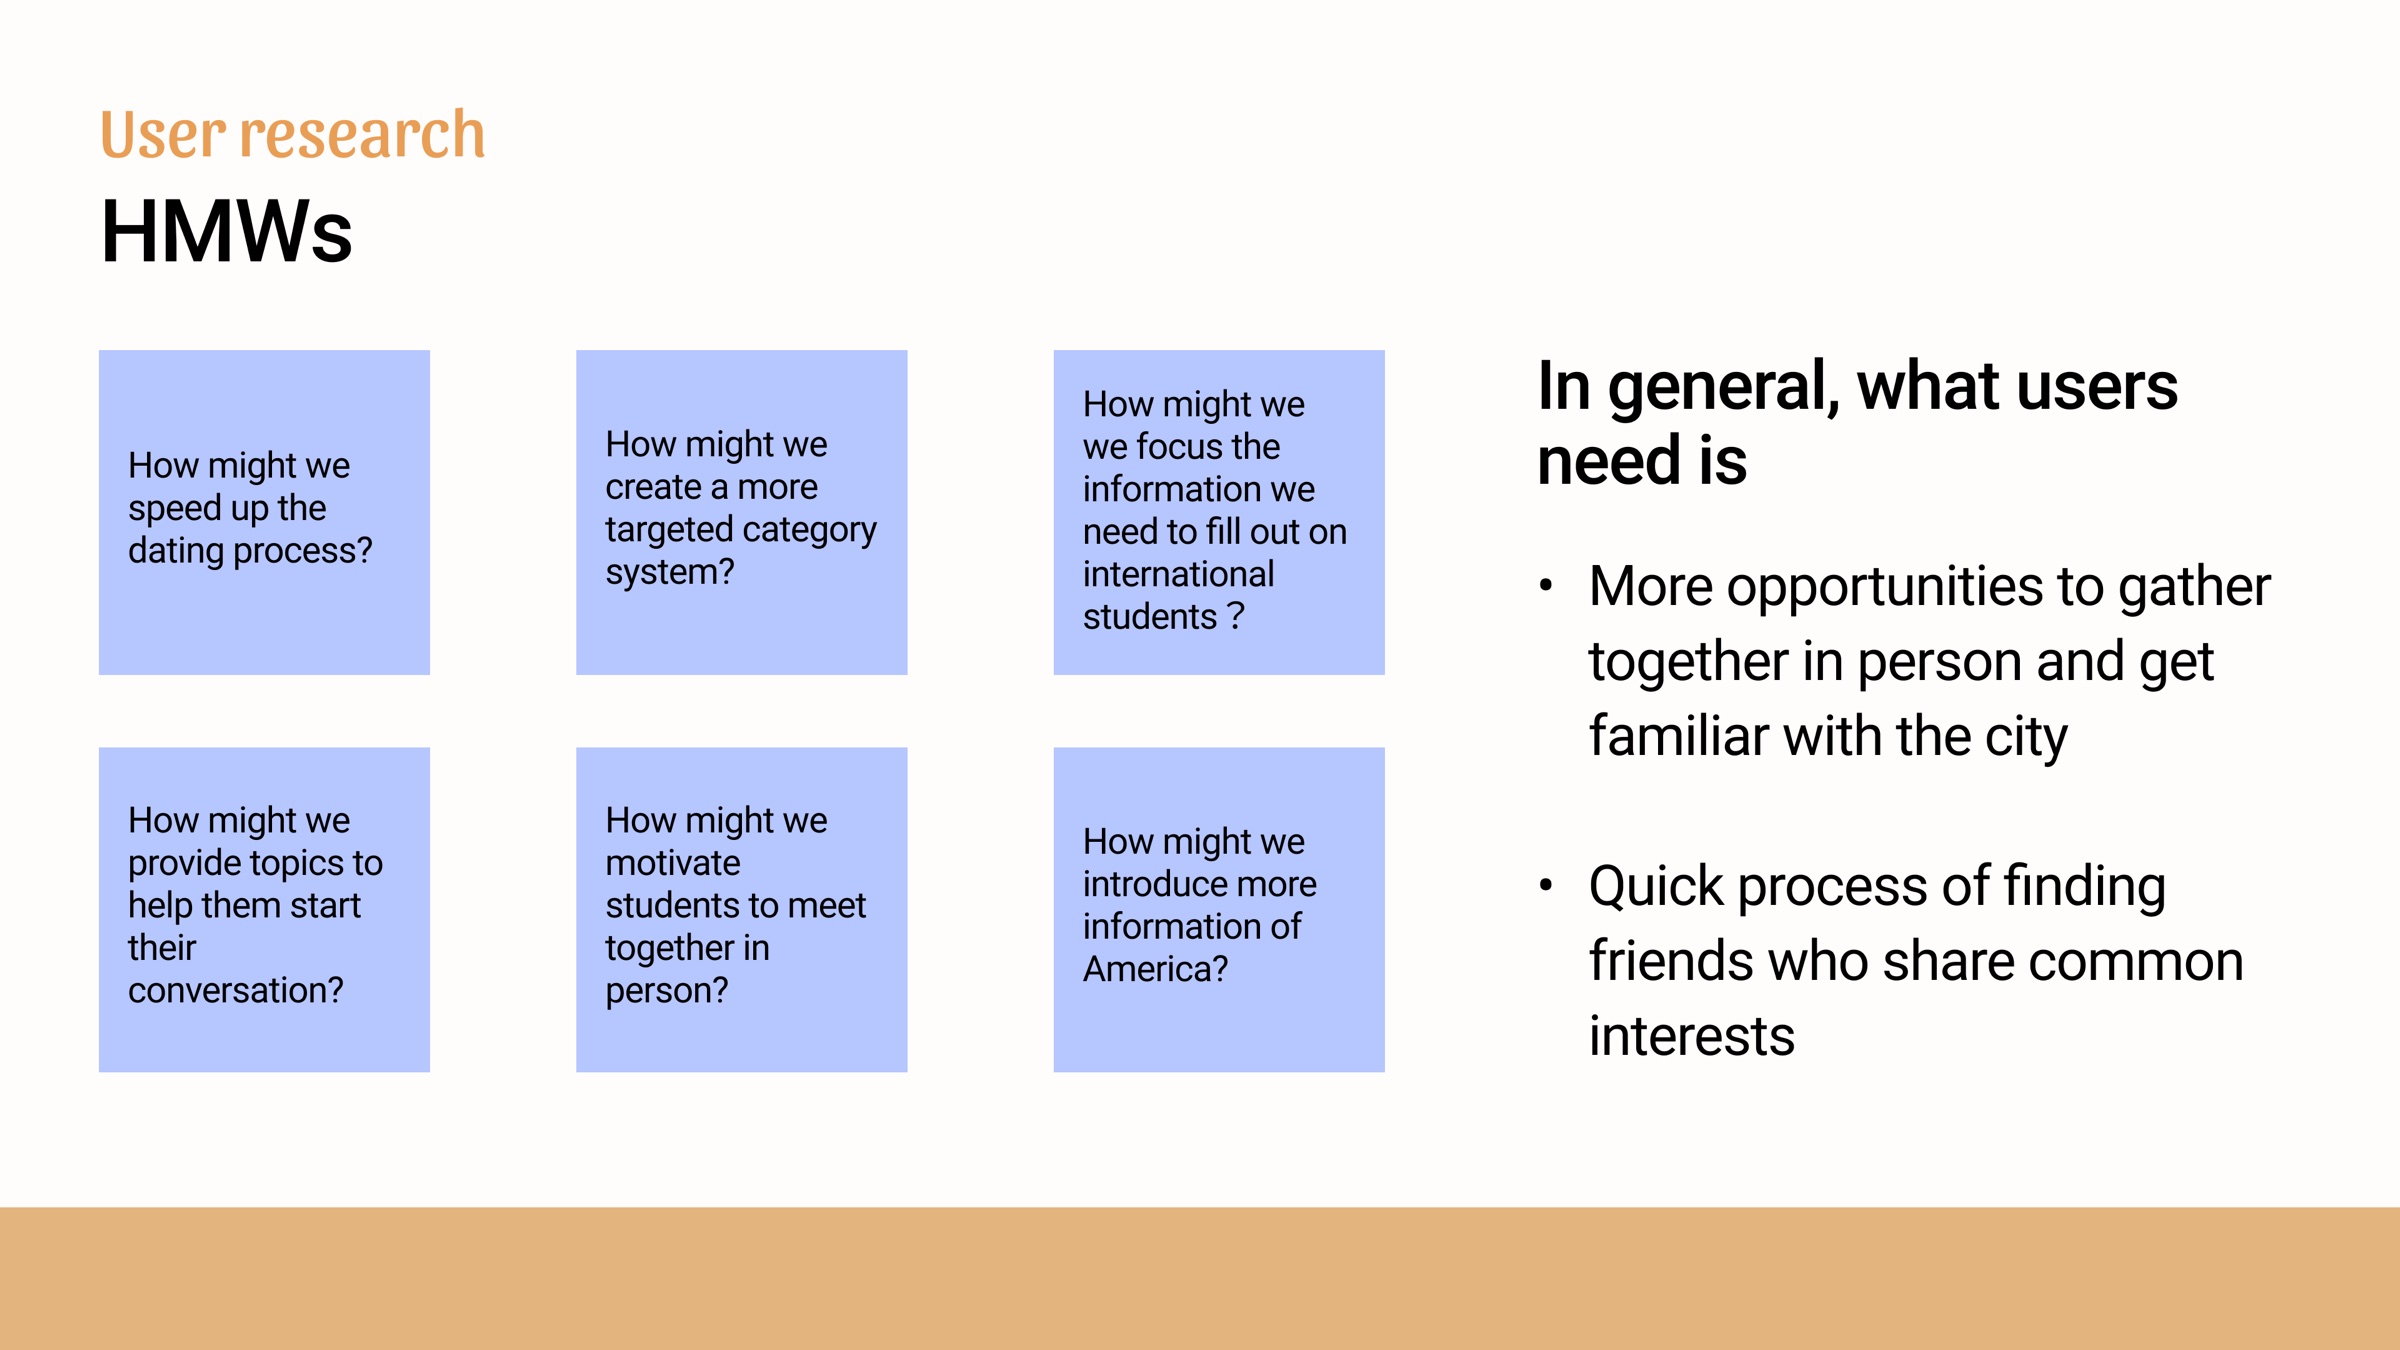 User research
HMWs
How might we
speed up the
dating process?
How might we
create a more
targeted category
system?
How might we
we focus the
information we
need to fill out on
international
students ?
How might we
provide topics to
help them start
their
conversation?
How might we
motivate
students to meet
together in
person?
How might we
introduce more
information of
America?
In general, what users
need is
• More opportunities to gather
together in person and get
familiar with the city
• Quick process of finding
friends who share common
interests